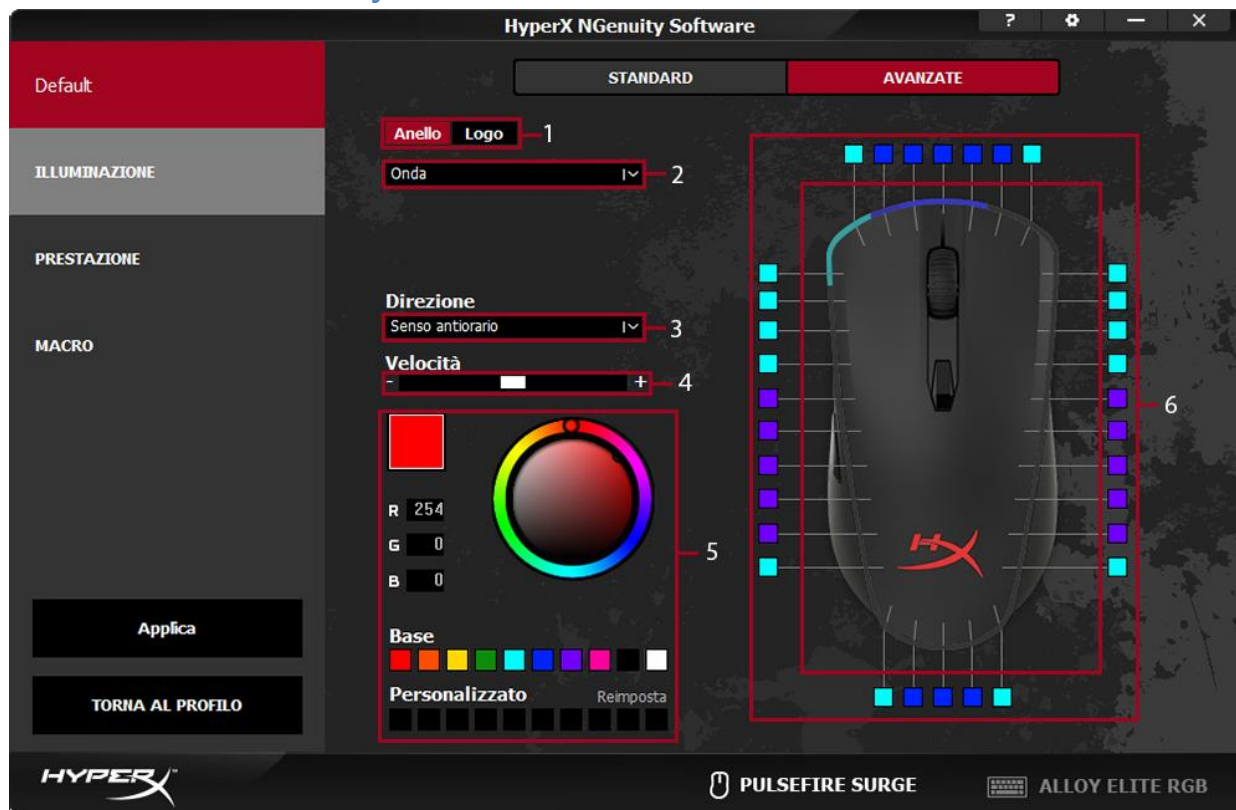 HyperX NGenuity Software
?
Default
STANDARD
AVANZATE
Anello Logo
1
ILLUMINAZIONE
Onda
2
PRESTAZIONE
Direzione
Senso antiorario
3
MACRO
Velocità
- +
4
6
R 254
G 0
5
B 0
Applica
Base
Personalizzato Reimposta
TORNA AL PROFILO
HX
HYPERX
PULSEFIRE SURGE
ALLOY ELITE RGB